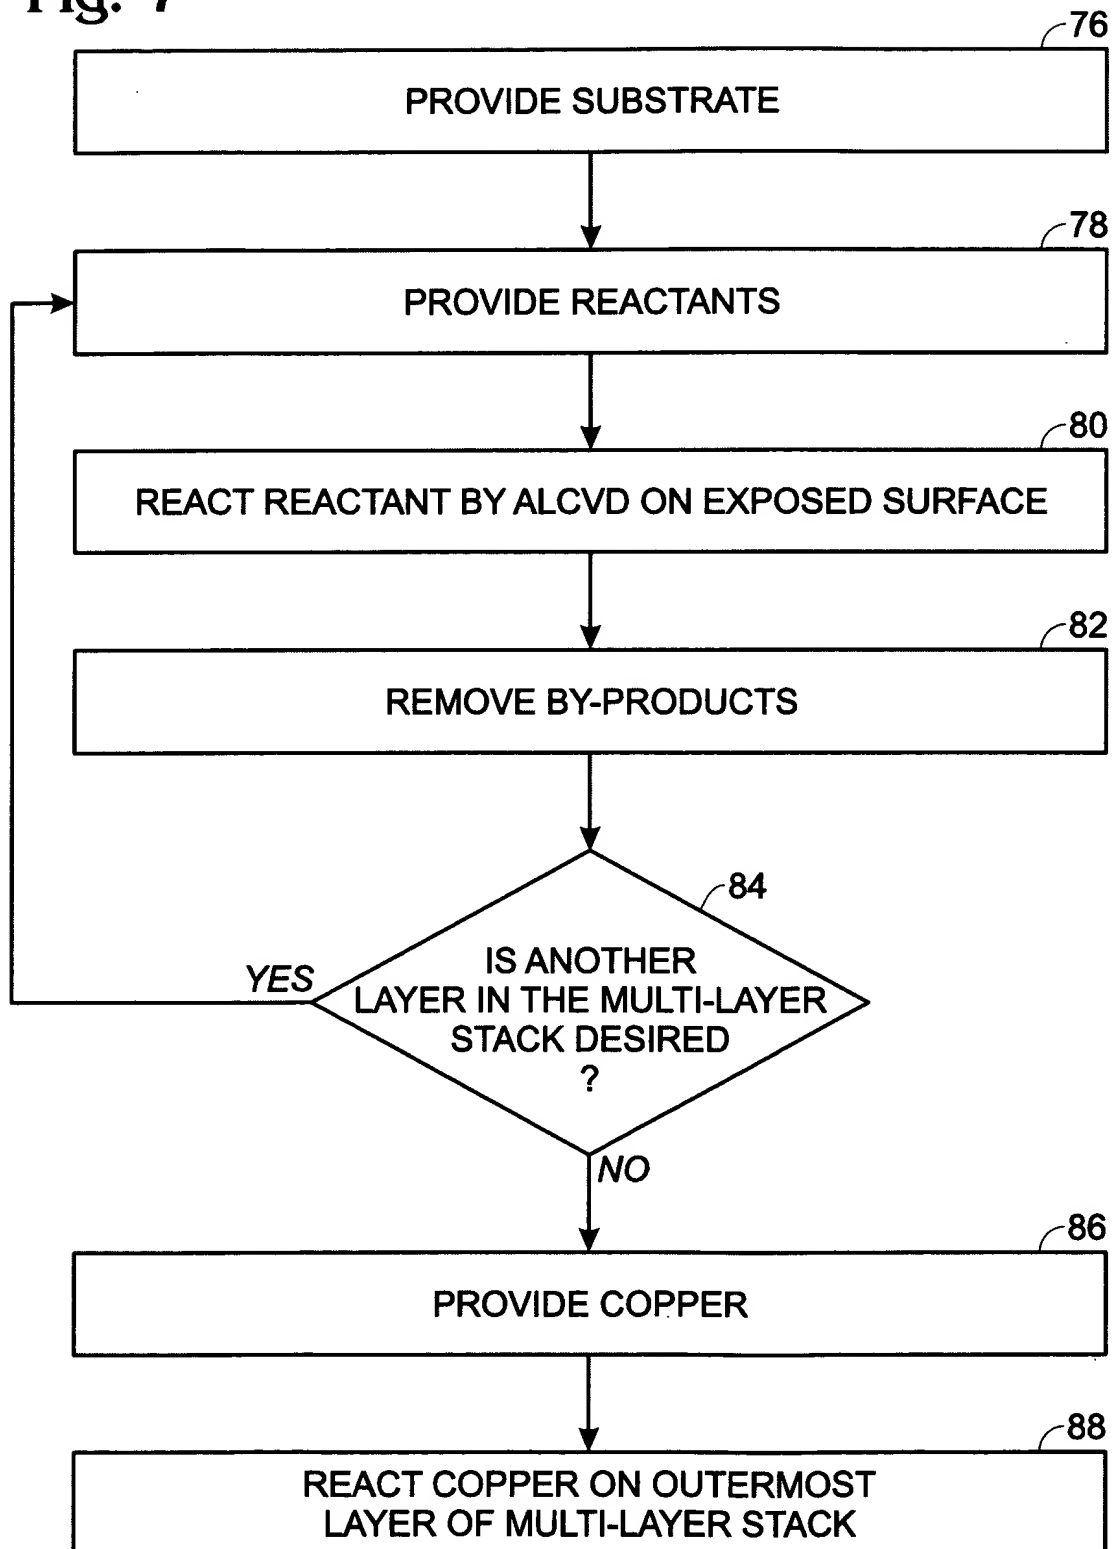 Fig. 7
76
PROVIDE SUBSTRATE
78
PROVIDE REACTANTS
80
REACT REACTANT BY ALCVD ON EXPOSED SURFACE
82
REMOVE BY-PRODUCTS
84
IS ANOTHER
LAYER IN THE MULTI-LAYER
STACK DESIRED
?
YES
NO
86
PROVIDE COPPER
88
REACT COPPER ON OUTERMOST
LAYER OF MULTI-LAYER STACK